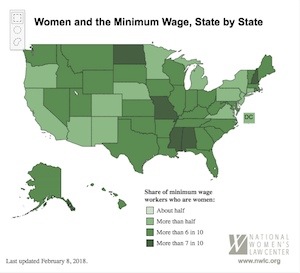 Women and the Minimum Wage, State by State
DC
Share of minimum wage
workers who are women:
About half
More than half
More than 6 in 10
More than 7 in 10
NATIONAL
WOMEN'S
LAW CENTER
Last updated February 8, 2018.
www.nwlc.org